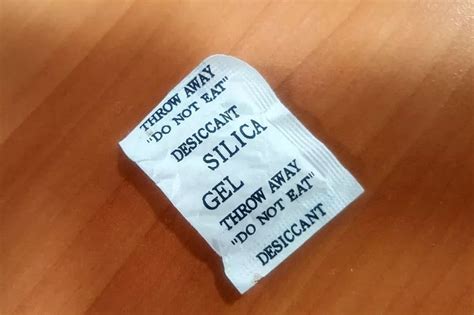 THROW AWAY
"DO NOT EAT"
DESICCANT
SILICA
GEL
THROW AWAY
"DO NOT EAT"
DESICCANT